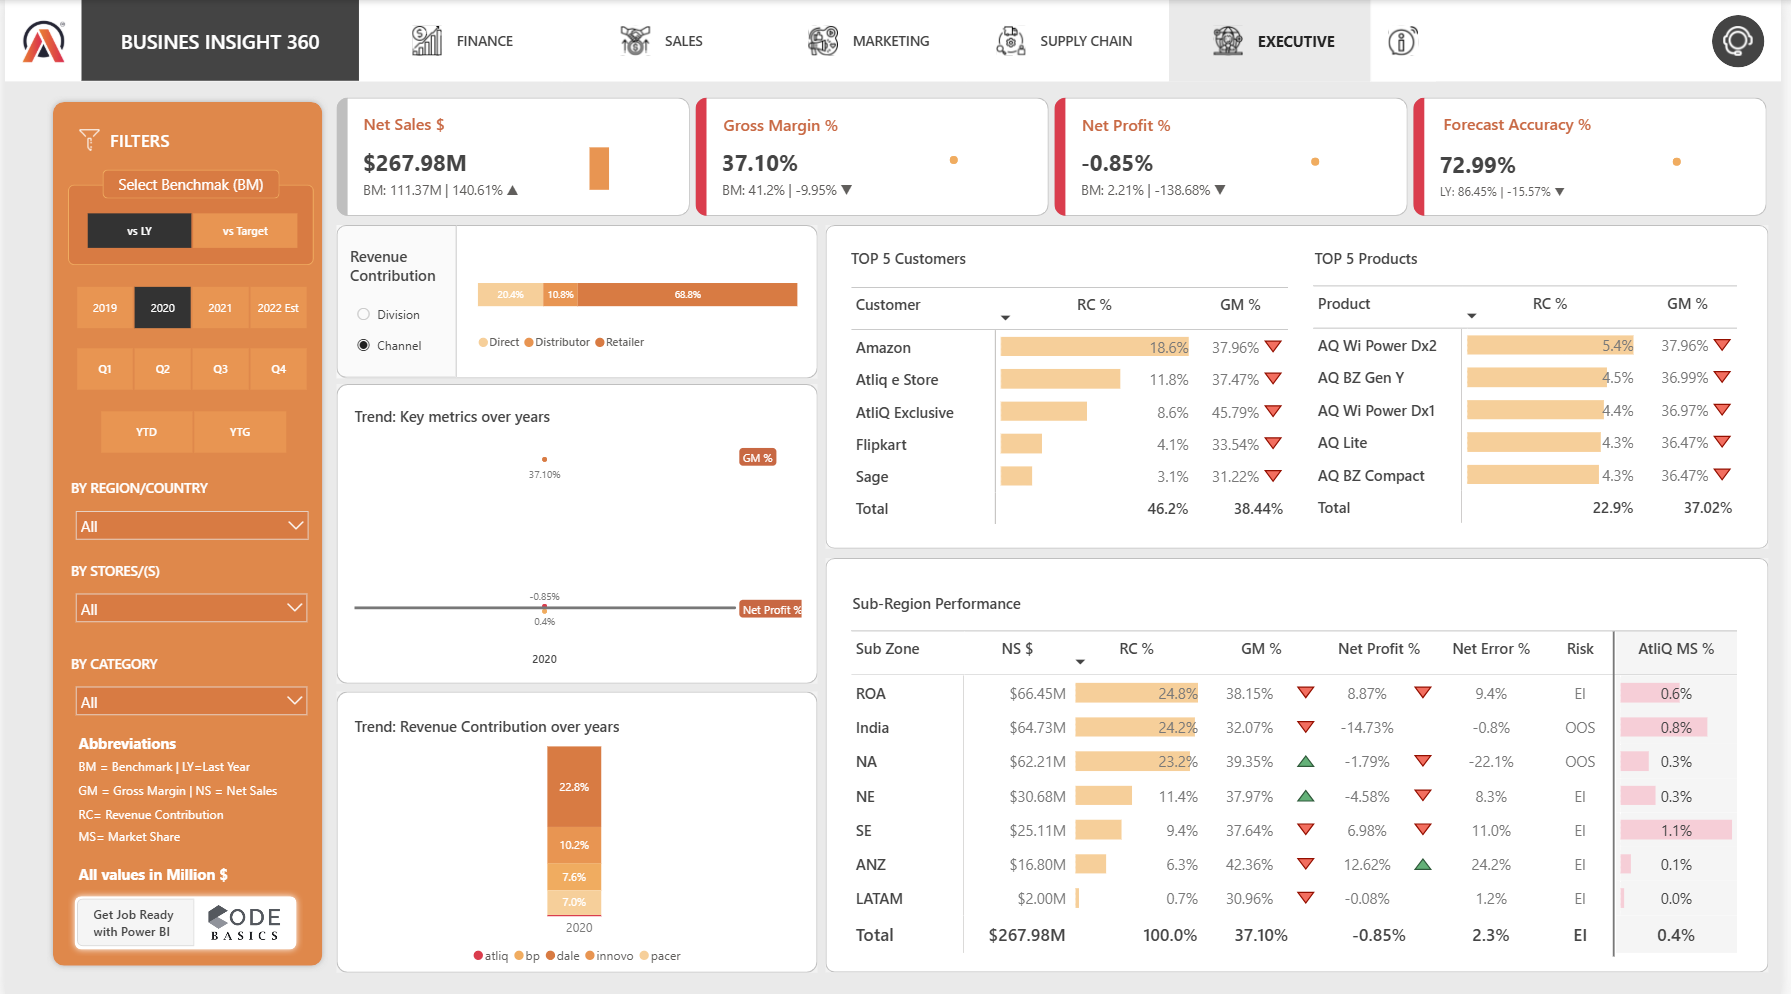 BUSINES INSIGHT 360
FINANCE
SALES
MARKETING
SUPPLY CHAIN
EXECUTIVE
FILTERS
Select Benchmak (BM)
vs LY vs Target
2019 2020 2021 2022 Est
Q1 Q2 Q3 Q4
YTD YTG
BY REGION/COUNTRY
All
BY STORES/(S)
All
BY CATEGORY
All
Abbreviations
BM = Benchmark | LY=Last Year
GM = Gross Margin | NS = Net Sales
RC= Revenue Contribution
MS= Market Share
All values in Million $
Get Job Ready
with Power BI
CODE
BASICS
Net Sales $
$267.98M
BM: 111.37M | 140.61% ▲
Gross Margin %
37.10%
BM: 41.2% | -9.95% ▼
Net Profit %
-0.85%
BM: 2.21% | -138.68% ▼
Forecast Accuracy %
72.99%
LY: 86.45% | -15.57% ▼
Revenue
Contribution
Division
Channel
20.4% 10.8% 68.8%
Direct Distributor Retailer
Trend: Key metrics over years
GM %
37.10%
-0.85%
Net Profit %
0.4%
2020
Trend: Revenue Contribution over years
22.8%
10.2%
7.6%
7.0%
2020
atliq bp dale innovo pacer
TOP 5 Customers
Customer RC % GM %
Amazon 18.6% 37.96%
Atliq e Store 11.8% 37.47%
AtliQ Exclusive 8.6% 45.79%
Flipkart 4.1% 33.54%
Sage 3.1% 31.22%
Total 46.2% 38.44%
TOP 5 Products
Product RC % GM %
AQ Wi Power Dx2 5.4% 37.96%
AQ BZ Gen Y 4.5% 36.99%
AQ Wi Power Dx1 4.4% 36.97%
AQ Lite 4.3% 36.47%
AQ BZ Compact 4.3% 36.47%
Total 22.9% 37.02%
Sub-Region Performance
Sub Zone NS $ RC % GM % Net Profit % Net Error % Risk AtliQ MS %
ROA $66.45M 24.8% 38.15% 8.87% 9.4% EI 0.6%
India $64.73M 24.2% 32.07% -14.73% -0.8% OOS 0.8%
NA $62.21M 23.2% 39.35% -1.79% -22.1% OOS 0.3%
NE $30.68M 11.4% 37.97% -4.58% 8.3% EI 0.3%
SE $25.11M 9.4% 37.64% 6.98% 11.0% EI 1.1%
ANZ $16.80M 6.3% 42.36% 12.62% 24.2% EI 0.1%
LATAM $2.00M 0.7% 30.96% -0.08% 1.2% EI 0.0%
Total $267.98M 100.0% 37.10% -0.85% 2.3% EI 0.4%